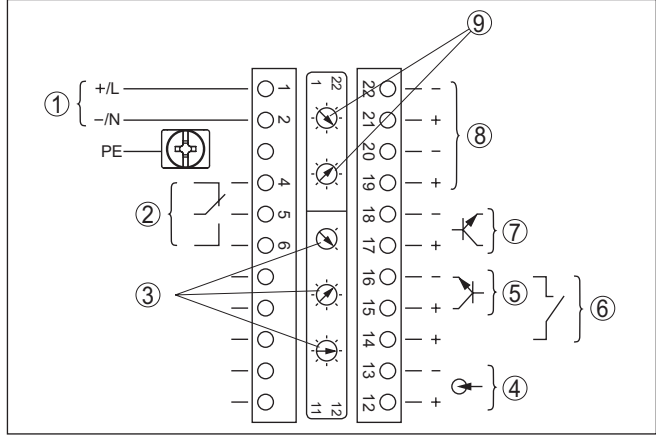 ⑨
1 22
① +/L 1 22 −
−/N 2 21 +
⑧
PE 20 −
② 4 19 +
5 18 −
⑦
6 17 +
③ 16 −
⑤ ⑥
15 +
14 +
13 −
④
11 12 12 +